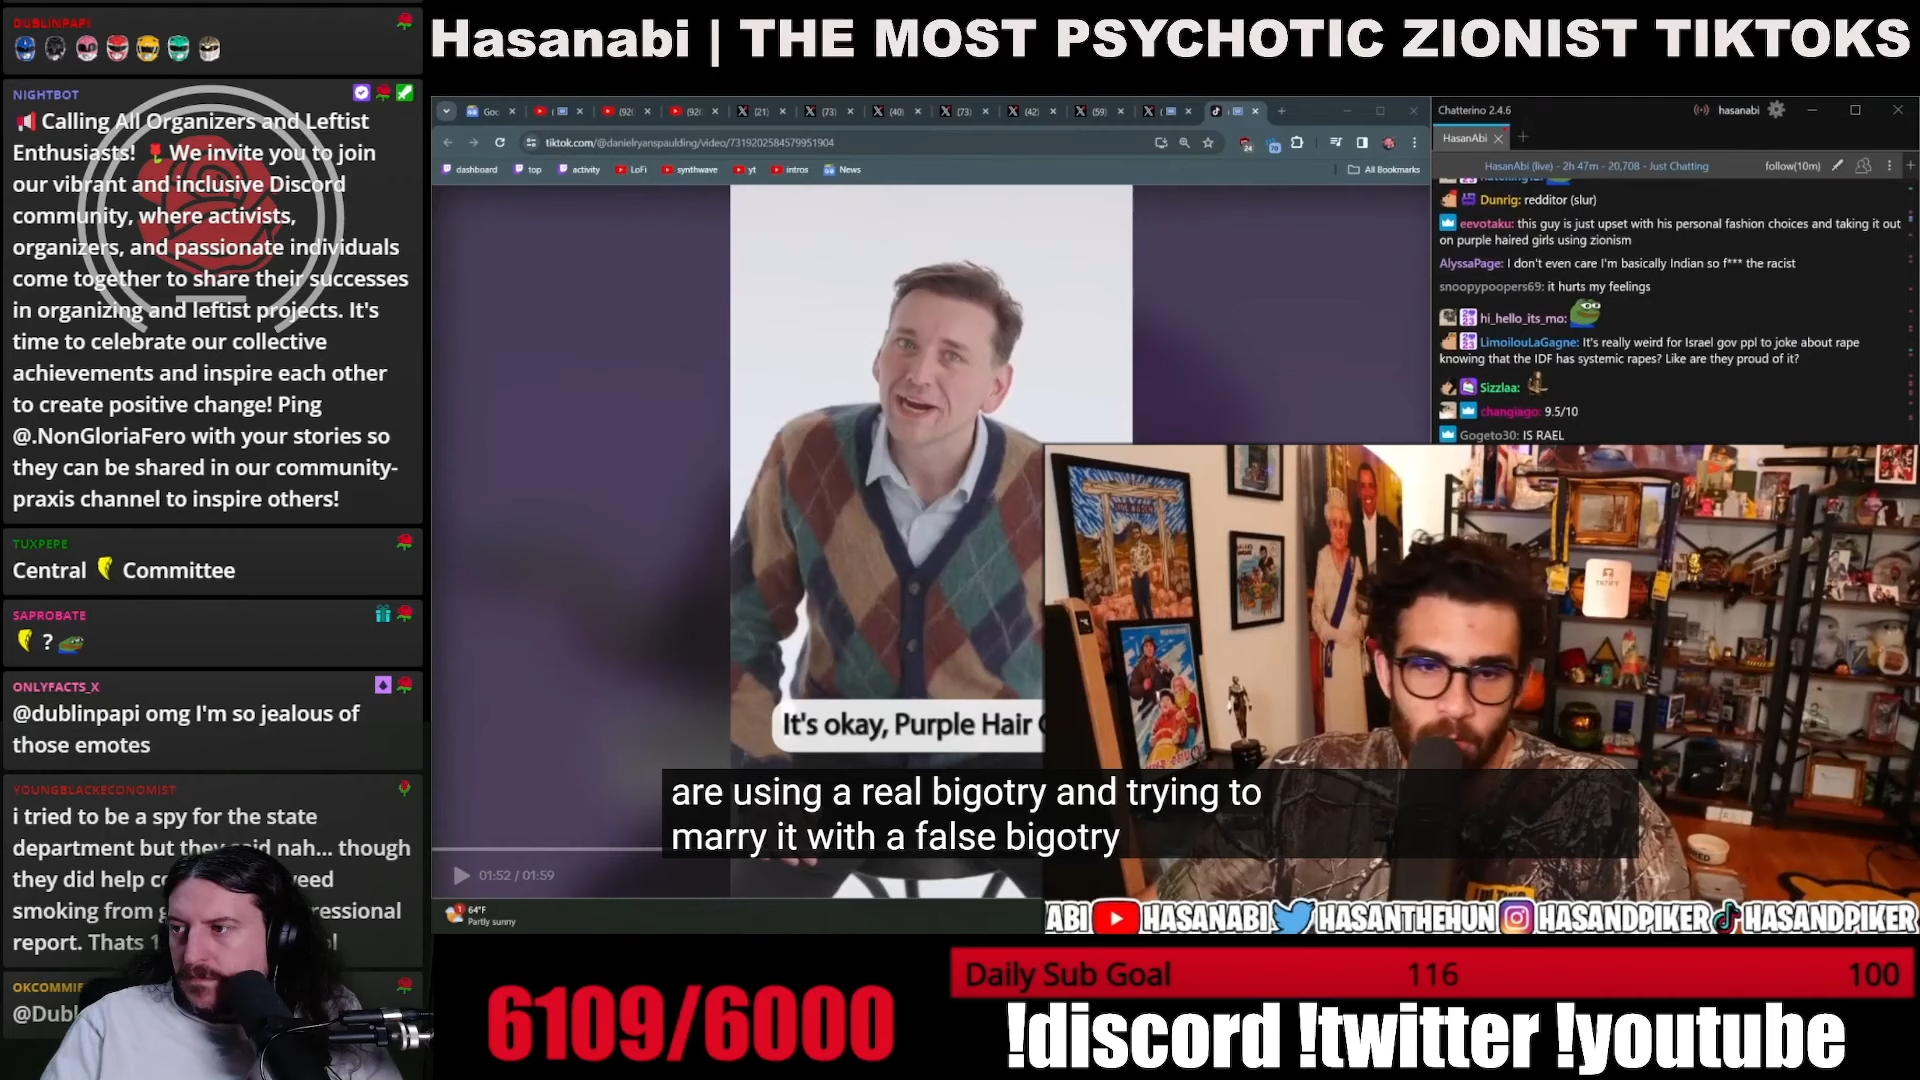 DUBLINPAPI
NIGHTBOT
Calling All Organizers and Leftist
Enthusiasts! We invite you to join
our vibrant and inclusive Discord
community, where activists,
organizers, and passionate individuals
come together to share their successes
in organizing and leftist projects. It's
time to celebrate our collective
achievements and inspire each other
to create positive change! Ping
@.NonGloriaFero with your stories so
they can be shared in our community-
praxis channel to inspire others!
TUXPEPE
Central Committee
SAPROBATE
?
ONLYFACTS_X
@dublinpapi omg I'm so jealous of
those emotes
YOUNGBLACKECONOMIST
i tried to be a spy for the state
department but they said nah... though
they did help
smoking from
report. Thats
OKCOMMIE
@Dubl
Hasanabi | THE MOST PSYCHOTIC ZIONIST TIKTOKS
Goo (92 (92 (21) (73) (40) (73) (42) (59)
tiktok.com/@danielryanspaulding/video/7319202584579951904
dashboard top activity LoFi synthwave yt intros News All Bookmarks
It's okay, Purple Hair
01:52 / 01:59
64°F
Partly sunny
Chatterino 2.4.6 hasanabi
HasanAbi
HasanAbi (live) - 2h 47m - 20,708 - Just Chatting follow(10m)
Dunrig: redditor (slur)
eevotaku: this guy is just upset with his personal fashion choices and taking it out
on purple haired girls using zionism
AlyssaPage: I don't even care I'm basically Indian so f*** the racist
snoopypoopers69: it hurts my feelings
hi_hello_its_mo:
LimoilouLaGagne: It's really weird for Israel gov ppl to joke about rape
knowing that the IDF has systemic rapes? Like are they proud of it?
Sizzlaa:
changiago: 9.5/10
Gogeto30: IS RAEL
are using a real bigotry and trying to
marry it with a false bigotry
ABI HASANABI HASANTHEHUN HASANDPIKER HASANDPIKER
Daily Sub Goal 116 100
6109/6000
!discord !twitter !youtube